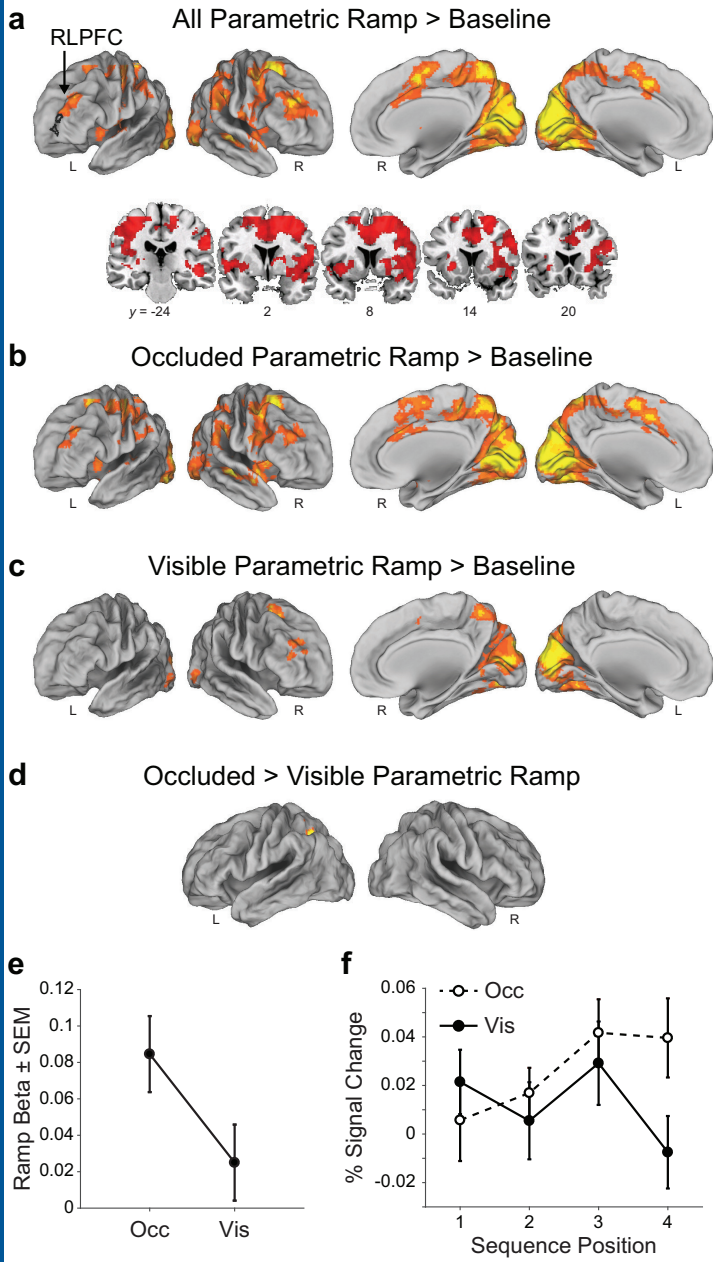 a
All Parametric Ramp > Baseline
RLPFC
L
R
R
L
y = -24
2
8
14
20
b
Occluded Parametric Ramp > Baseline
L
R
R
L
c
Visible Parametric Ramp > Baseline
L
R
R
L
d
Occluded > Visible Parametric Ramp
L
R
e
Ramp Beta ± SEM
0.12
0.1
0.08
0.06
0.04
0.02
0
Occ
Vis
f
% Signal Change
0.06
0.04
0.02
0
-0.02
Occ
Vis
1
2
3
4
Sequence Position